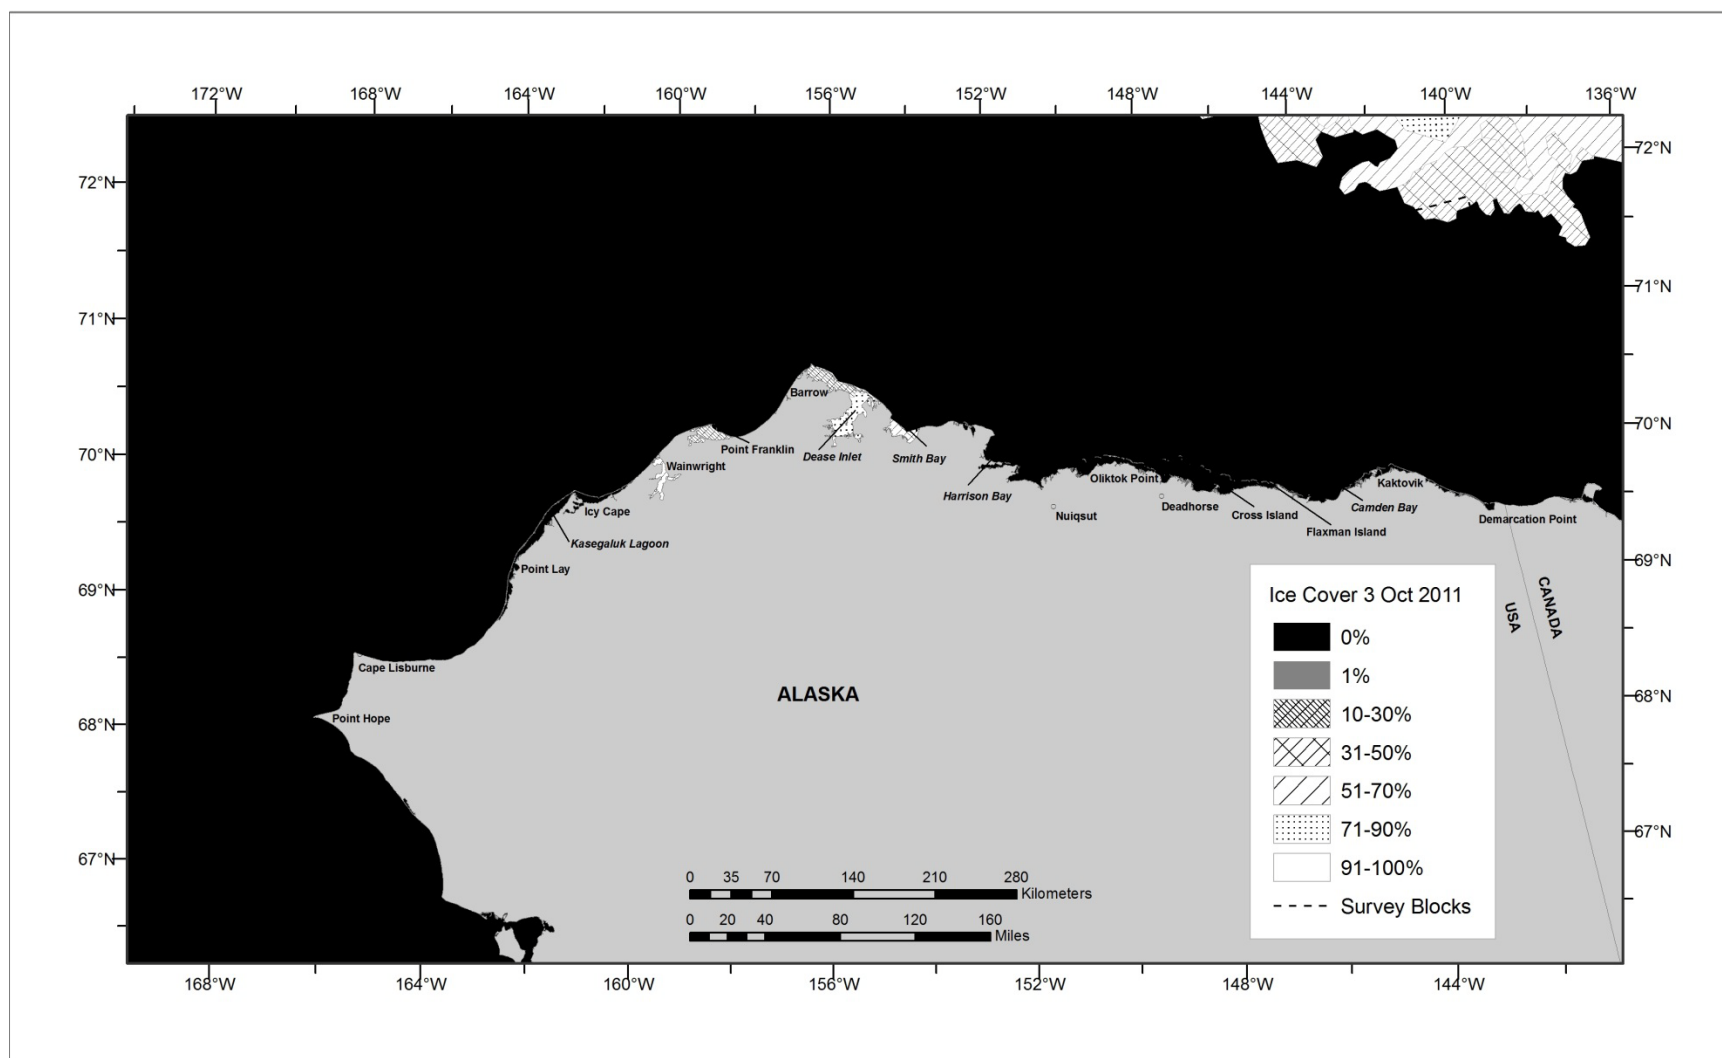 172°W 168°W 164°W 160°W 156°W 152°W 148°W 144°W 140°W 136°W
72°N 72°N
71°N 71°N
70°N 70°N
69°N 69°N
68°N 68°N
67°N 67°N
Barrow
Point Franklin
Dease Inlet
Smith Bay
Wainwright
Harrison Bay
Oliktok Point
Kaktovik
Icy Cape
Nuiqsut
Deadhorse
Cross Island
Camden Bay
Demarcation Point
Flaxman Island
Kasegaluk Lagoon
Point Lay
Cape Lisburne
Point Hope
ALASKA
USA
CANADA
Ice Cover 3 Oct 2011
0%
1%
10-30%
31-50%
51-70%
71-90%
91-100%
Survey Blocks
0 35 70 140 210 280
Kilometers
0 20 40 80 120 160
Miles
168°W 164°W 160°W 156°W 152°W 148°W 144°W